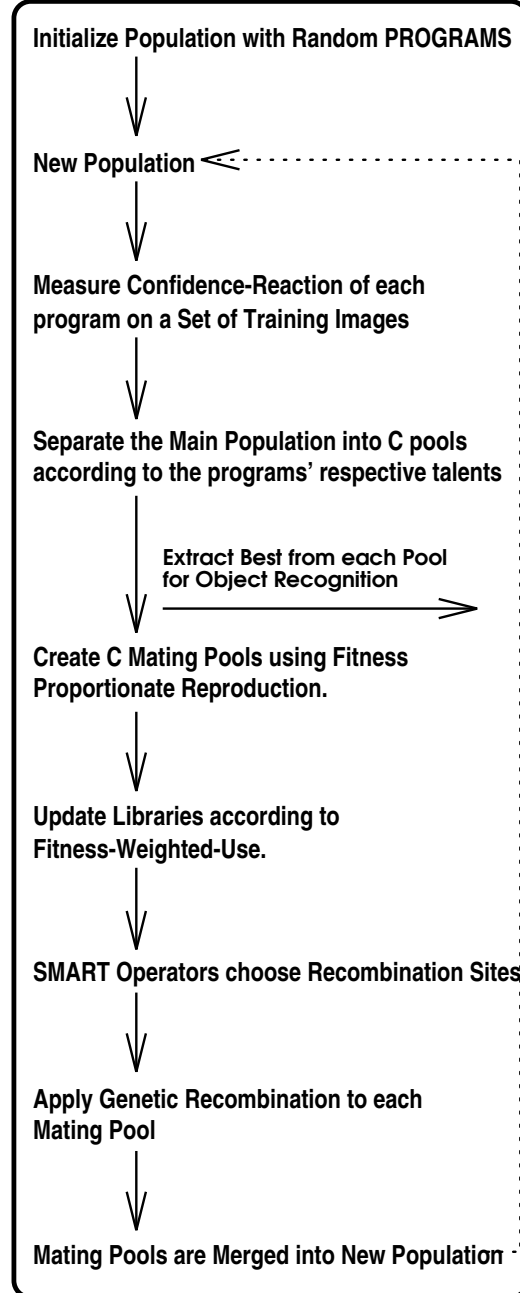 Initialize Population with Random PROGRAMS
New Population
Measure Confidence-Reaction of each
program on a Set of Training Images
Separate the Main Population into C pools
according to the programs’ respective talents
Extract Best from each Pool
for Object Recognition
Create C Mating Pools using Fitness
Proportionate Reproduction.
Update Libraries according to
Fitness-Weighted-Use.
SMART Operators choose Recombination Sites
Apply Genetic Recombination to each
Mating Pool
Mating Pools are Merged into New Population